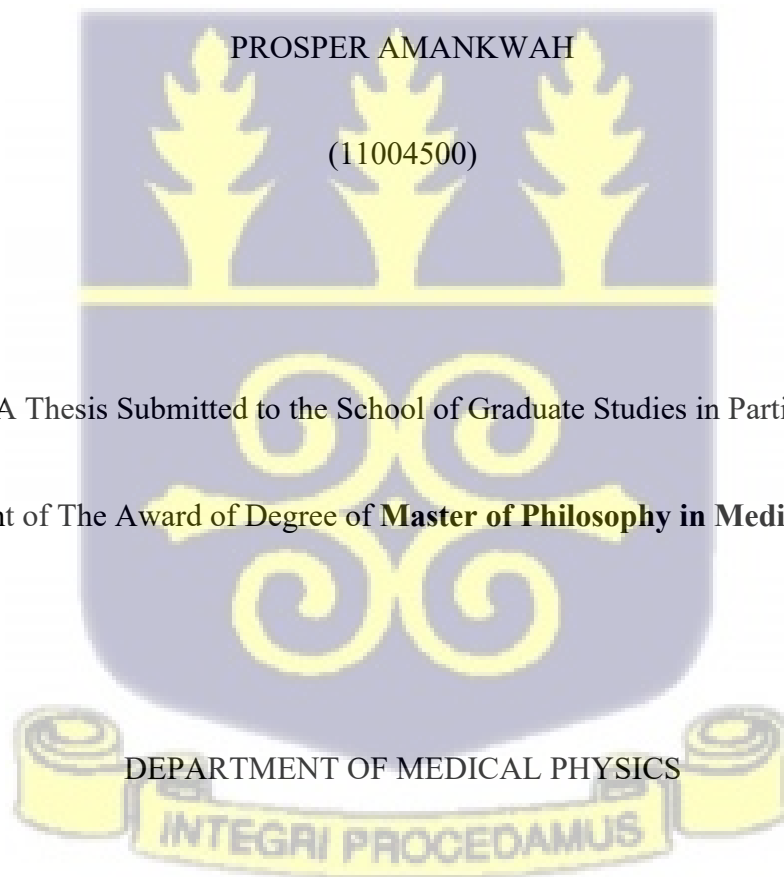 PROSPER AMANKWAH
(11004500)
A Thesis Submitted to the School of Graduate Studies in Parti
of The Award of Degree of Master of Philosophy in Medi
DEPARTMENT OF MEDICAL PHYSICS
INTEGRI PROCEDAMUS